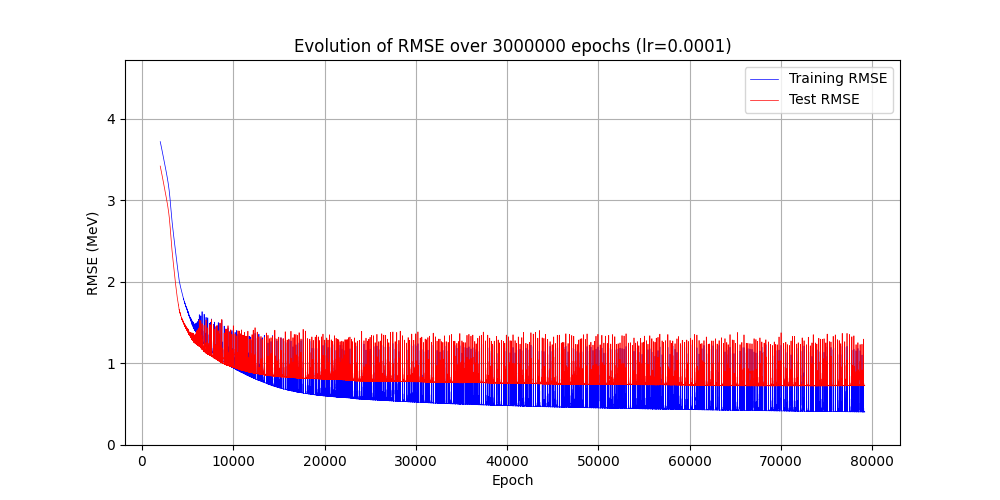 Evolution of RMSE over 3000000 epochs (lr=0.0001)
Training RMSE
Test RMSE
RMSE (MeV)
4
3
2
1
0
0 10000 20000 30000 40000 50000 60000 70000 80000
Epoch